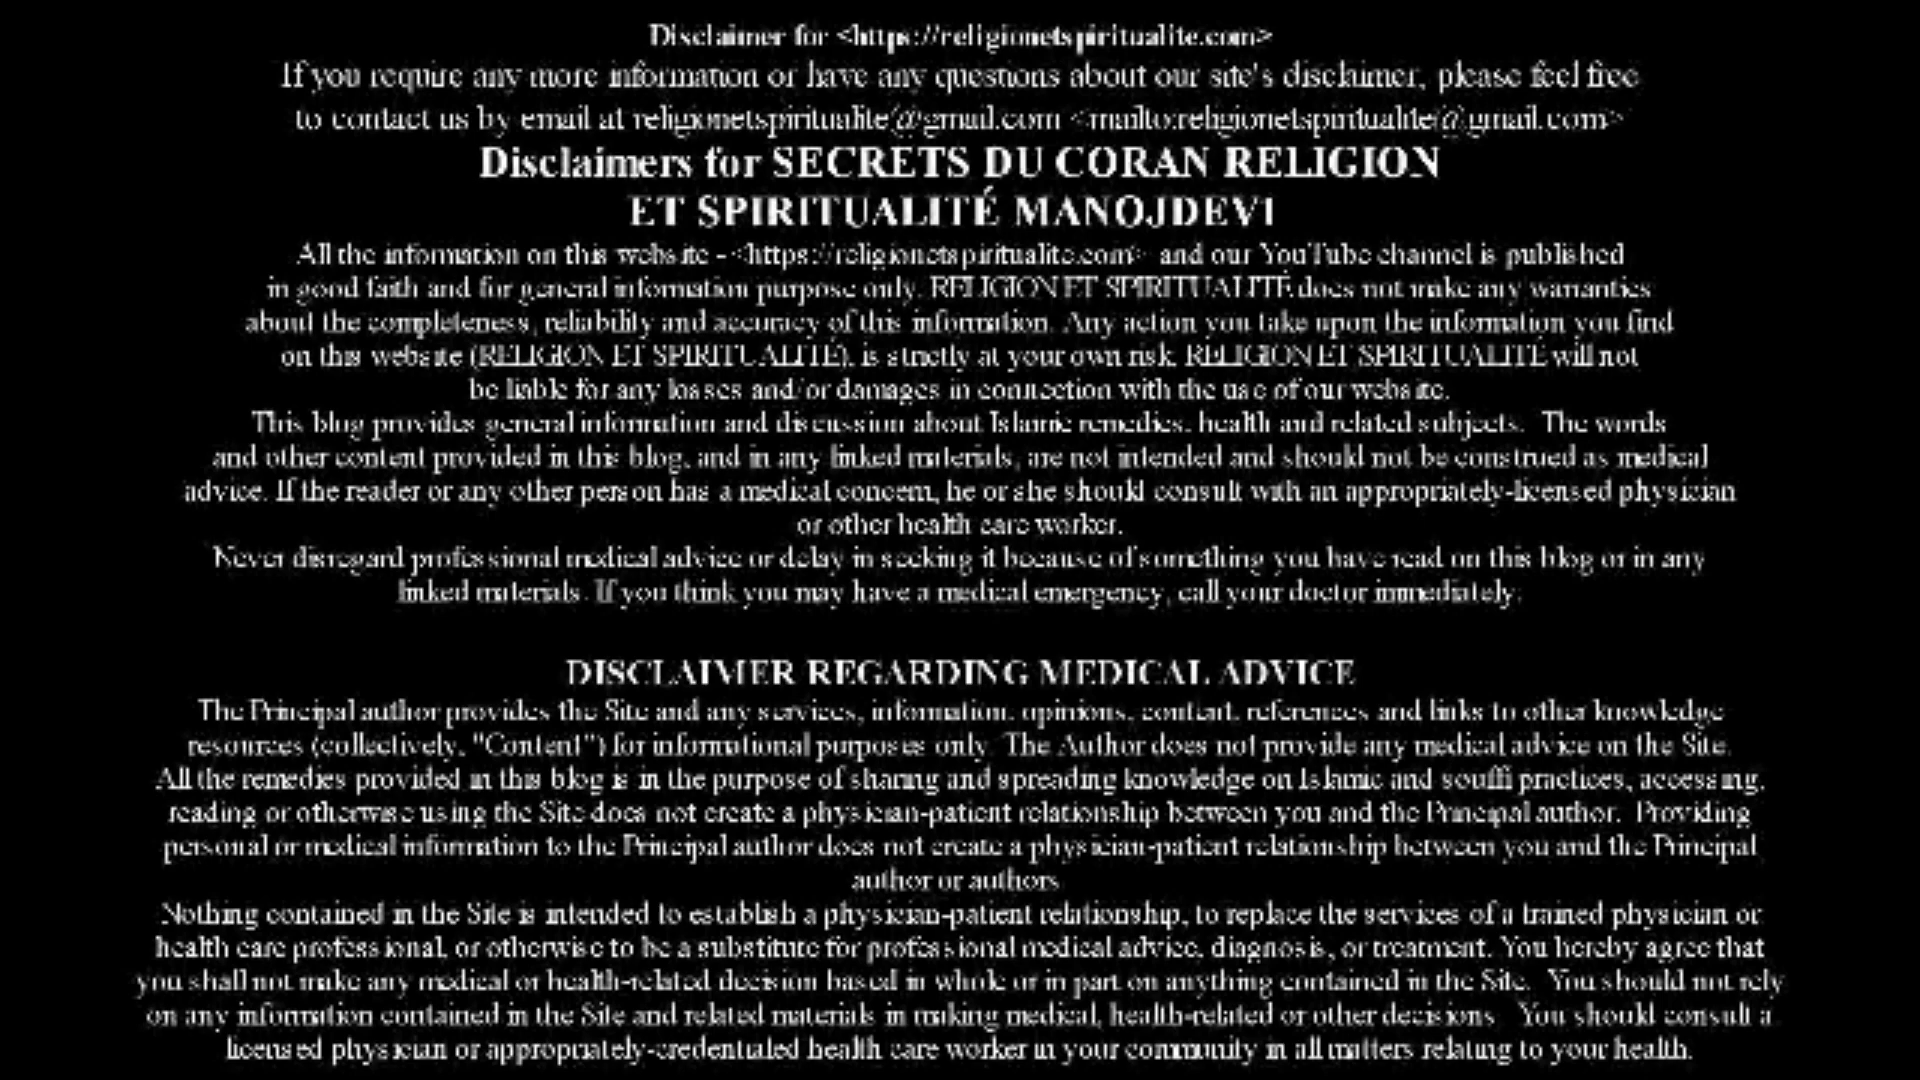 Disclaimer for <https://religionetspiritualite.com>
If you require any more information or have any questions about our site's disclaimer, please feel free
to contact us by email at religionetspiritualite@gmail.com <mailto:religionetspiritualite@gmail.com>
Disclaimers for SECRETS DU CORAN RELIGION
ET SPIRITUALITÉ MANOJDEVI
All the information on this website - <https://religionetspiritualite.com> and our YouTube channel is published
in good faith and for general information purpose only. RELIGION ET SPIRITUALITÉ does not make any warranties
about the completeness, reliability and accuracy of this information. Any action you take upon the information you find
on this website (RELIGION ET SPIRITUALITÉ), is strictly at your own risk. RELIGION ET SPIRITUALITÉ will not
be liable for any losses and/or damages in connection with the use of our website.
This blog provides general information and discussion about Islamic remedies, health and related subjects. The words
and other content provided in this blog, and in any linked materials, are not intended and should not be construed as medical
advice. If the reader or any other person has a medical concern, he or she should consult with an appropriately-licensed physician
or other health care worker.
Never disregard professional medical advice or delay in seeking it because of something you have read on this blog or in any
linked materials. If you think you may have a medical emergency, call your doctor immediately.
DISCLAIMER REGARDING MEDICAL ADVICE
The Principal author provides the Site and any services, information, opinions, content, references and links to other knowledge
resources (collectively, "Content") for informational purposes only. The Author does not provide any medical advice on the Site.
All the remedies provided in this blog is in the purpose of sharing and spreading knowledge on Islamic and souffi practices, accessing,
reading or otherwise using the Site does not create a physician-patient relationship between you and the Principal author. Providing
personal or medical information to the Principal author does not create a physician-patient relationship between you and the Principal
author or authors.
Nothing contained in the Site is intended to establish a physician-patient relationship, to replace the services of a trained physician or
health care professional, or otherwise to be a substitute for professional medical advice, diagnosis, or treatment. You hereby agree that
you shall not make any medical or health-related decision based in whole or in part on anything contained in the Site. You should not rely
on any information contained in the Site and related materials in making medical, health-related or other decisions. You should consult a
licensed physician or appropriately-credentialed health care worker in your community in all matters relating to your health.